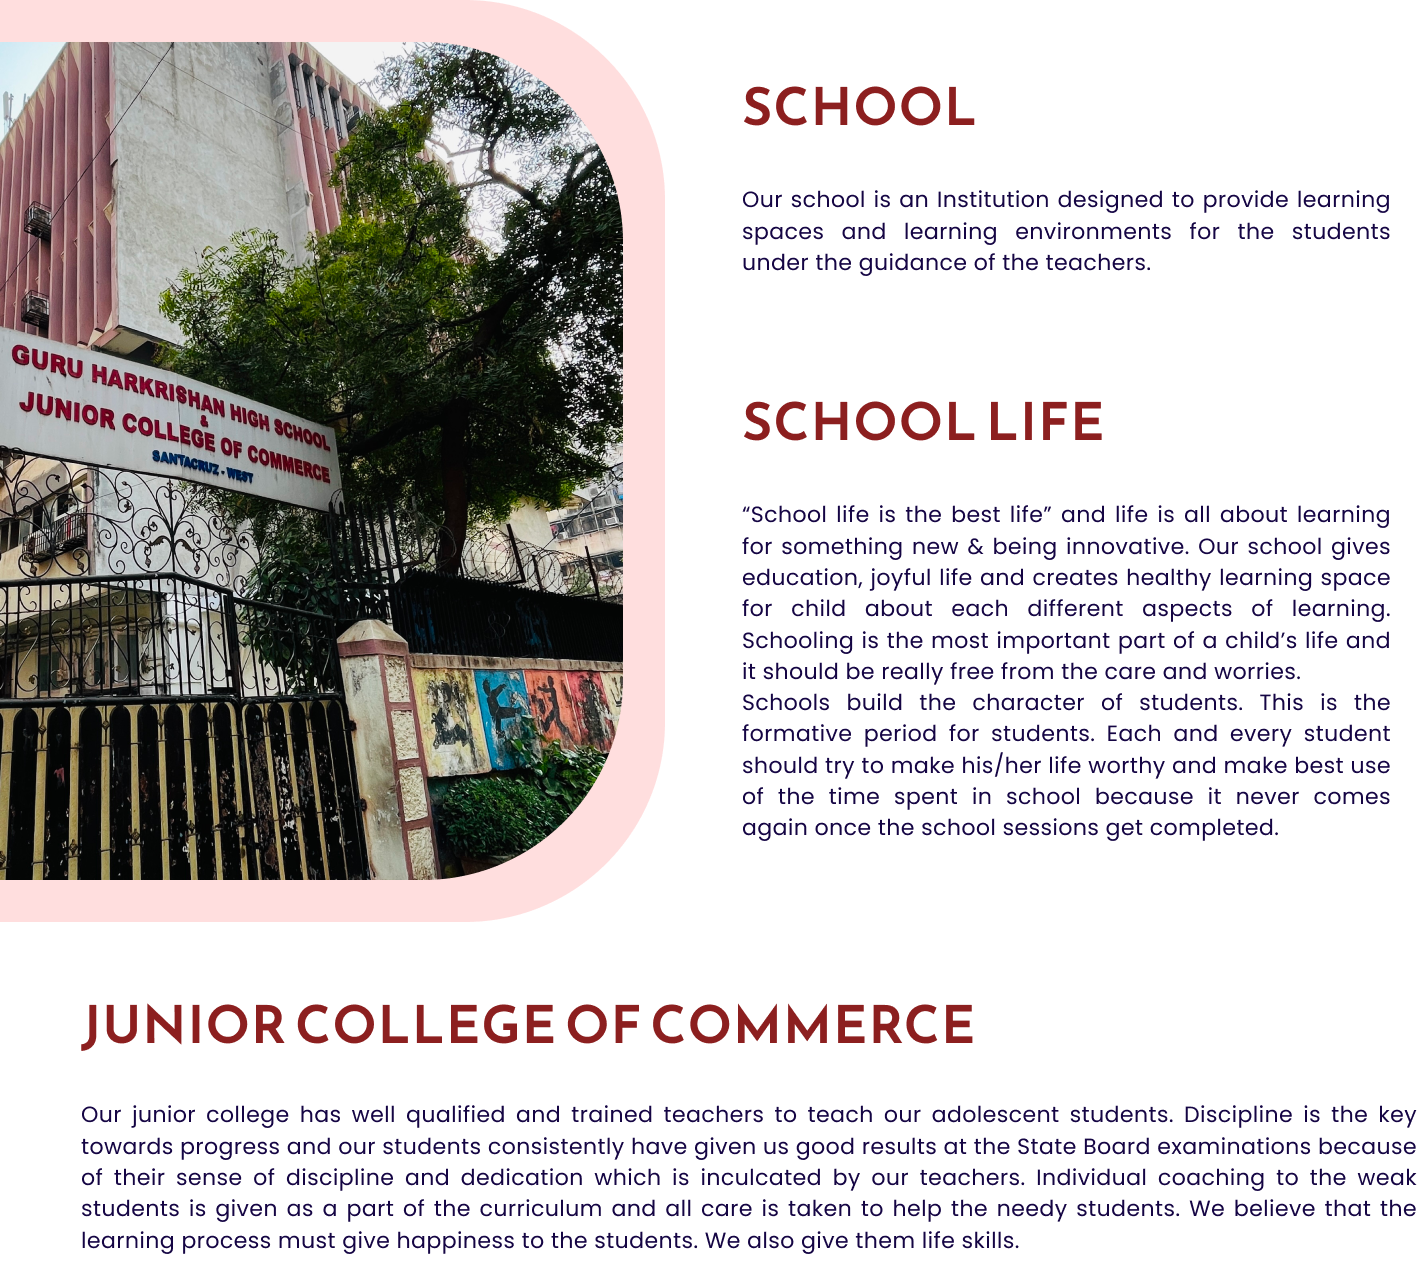 GURU HARKRISHAN HIGH SCHOOL
&
JUNIOR COLLEGE OF COMMERCE
SANTACRUZ - WEST
SCHOOL
Our school is an Institution designed to provide learning
spaces and learning environments for the students
under the guidance of the teachers.
SCHOOL LIFE
“School life is the best life” and life is all about learning
for something new & being innovative. Our school gives
education, joyful life and creates healthy learning space
for child about each different aspects of learning.
Schooling is the most important part of a child’s life and
it should be really free from the care and worries.
Schools build the character of students. This is the
formative period for students. Each and every student
should try to make his/her life worthy and make best use
of the time spent in school because it never comes
again once the school sessions get completed.
JUNIOR COLLEGE OF COMMERCE
Our junior college has well qualified and trained teachers to teach our adolescent students. Discipline is the key
towards progress and our students consistently have given us good results at the State Board examinations because
of their sense of discipline and dedication which is inculcated by our teachers. Individual coaching to the weak
students is given as a part of the curriculum and all care is taken to help the needy students. We believe that the
learning process must give happiness to the students. We also give them life skills.